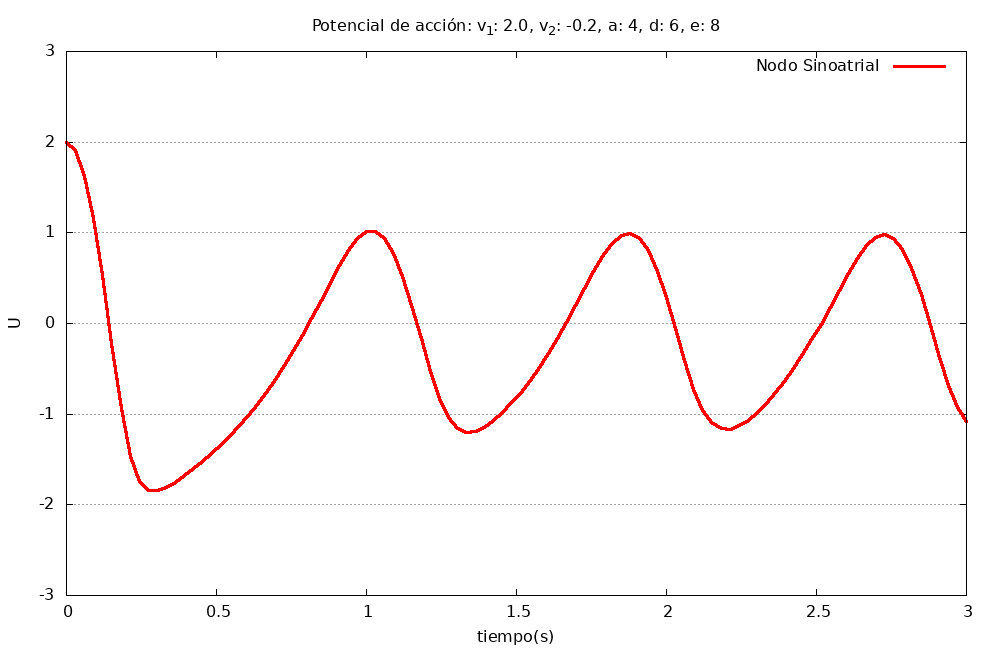 Potencial de acción: v₁: 2.0, v₂: -0.2, a: 4, d: 6, e: 8
Nodo Sinoatrial
3
2
1
0
-1
-2
-3
U
0 0.5 1 1.5 2 2.5 3
tiempo(s)